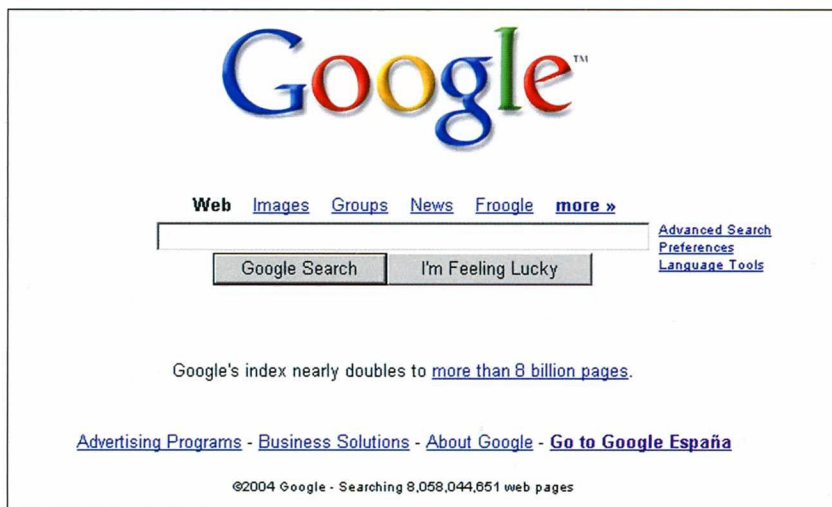 Google™
Web Images Groups News Froogle more »
Advanced Search
Preferences
Language Tools
Google Search I'm Feeling Lucky
Google's index nearly doubles to more than 8 billion pages.
Advertising Programs - Business Solutions - About Google - Go to Google España
©2004 Google - Searching 8,058,044,651 web pages